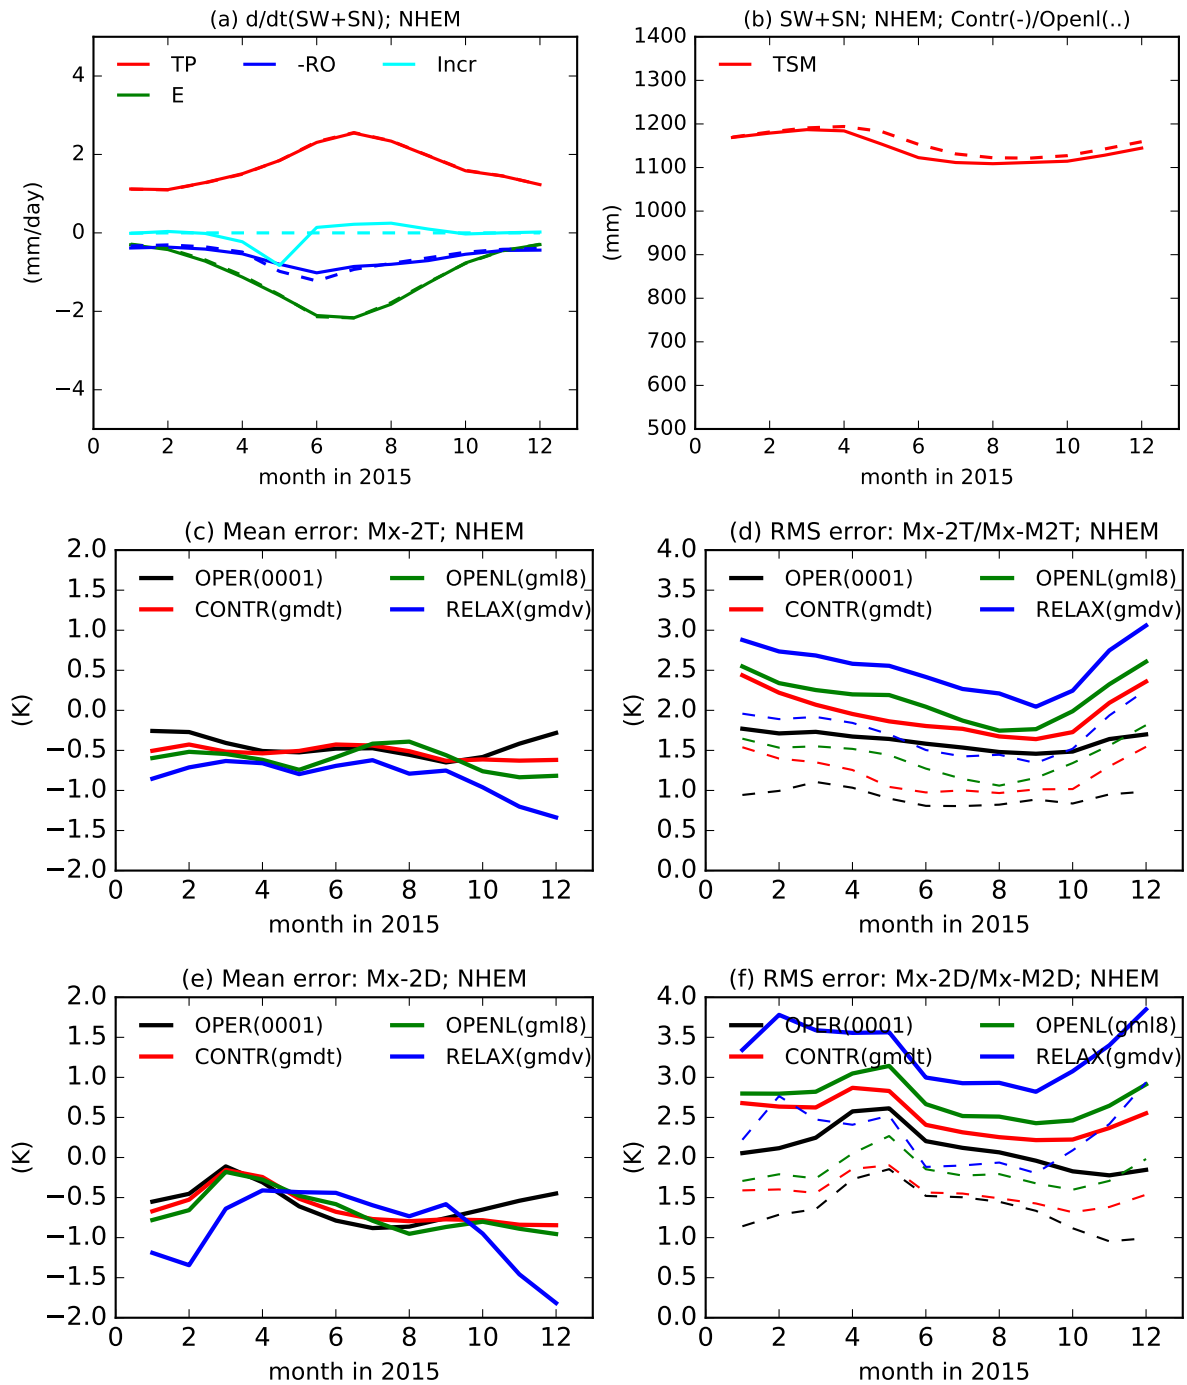 (a) d/dt(SW+SN); NHEM
TP -RO Incr
E
4
2
0
−2
−4
(mm/day)
0 2 4 6 8 10 12
month in 2015
(b) SW+SN; NHEM; Contr(-)/Openl(..)
TSM
1400
1300
1200
1100
1000
900
800
700
600
500
(mm)
0 2 4 6 8 10 12
month in 2015
(c) Mean error: Mx-2T; NHEM
OPER(0001) OPENL(gml8)
CONTR(gmdt) RELAX(gmdv)
2.0
1.5
1.0
0.5
0.0
−0.5
−1.0
−1.5
−2.0
(K)
0 2 4 6 8 10 12
month in 2015
(d) RMS error: Mx-2T/Mx-M2T; NHEM
OPER(0001) OPENL(gml8)
CONTR(gmdt) RELAX(gmdv)
4.0
3.5
3.0
2.5
2.0
1.5
1.0
0.5
0.0
(K)
0 2 4 6 8 10 12
month in 2015
(e) Mean error: Mx-2D; NHEM
OPER(0001) OPENL(gml8)
CONTR(gmdt) RELAX(gmdv)
2.0
1.5
1.0
0.5
0.0
−0.5
−1.0
−1.5
−2.0
(K)
0 2 4 6 8 10 12
month in 2015
(f) RMS error: Mx-2D/Mx-M2D; NHEM
OPER(0001) OPENL(gml8)
CONTR(gmdt) RELAX(gmdv)
4.0
3.5
3.0
2.5
2.0
1.5
1.0
0.5
0.0
(K)
0 2 4 6 8 10 12
month in 2015